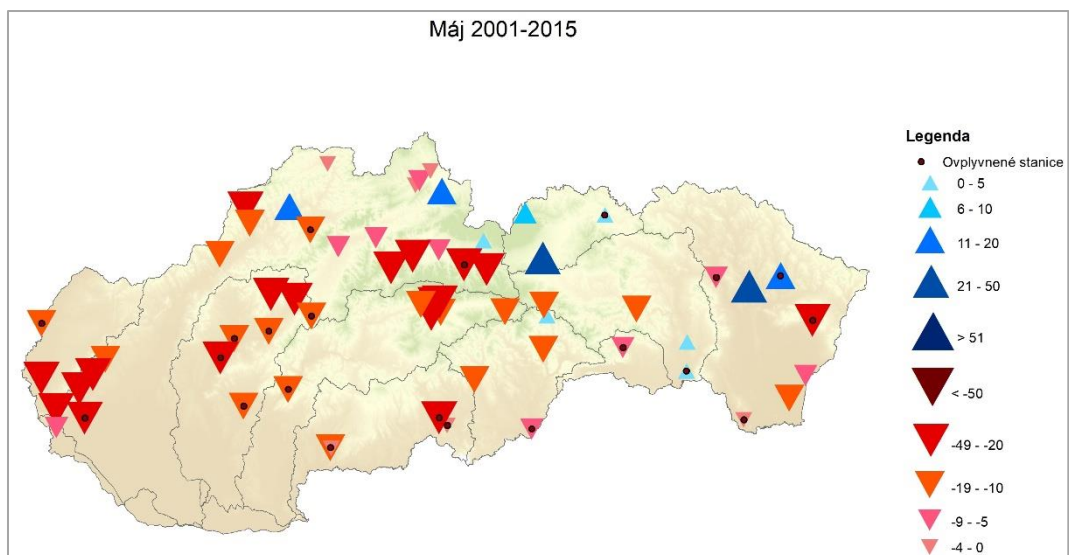 Máj 2001-2015
Legenda
Ovplyvnené stanice
0 - 5
6 - 10
11 - 20
21 - 50
> 51
< -50
-49 - -20
-19 - -10
-9 - -5
-4 - 0